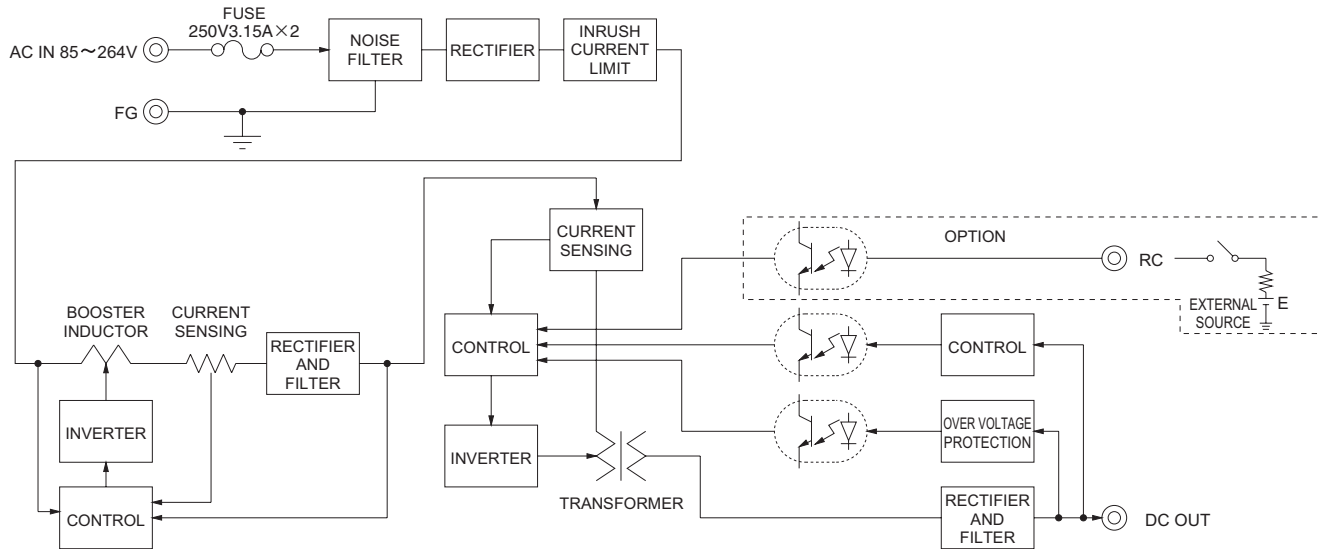 FUSE
250V3.15A×2
AC IN 85～264V
NOISE
FILTER
RECTIFIER
INRUSH
CURRENT
LIMIT
FG
CURRENT
SENSING
OPTION
RC
E
EXTERNAL
SOURCE
BOOSTER
INDUCTOR
CURRENT
SENSING
RECTIFIER
AND
FILTER
CONTROL
CONTROL
INVERTER
INVERTER
OVER VOLTAGE
PROTECTION
TRANSFORMER
CONTROL
RECTIFIER
AND
FILTER
DC OUT